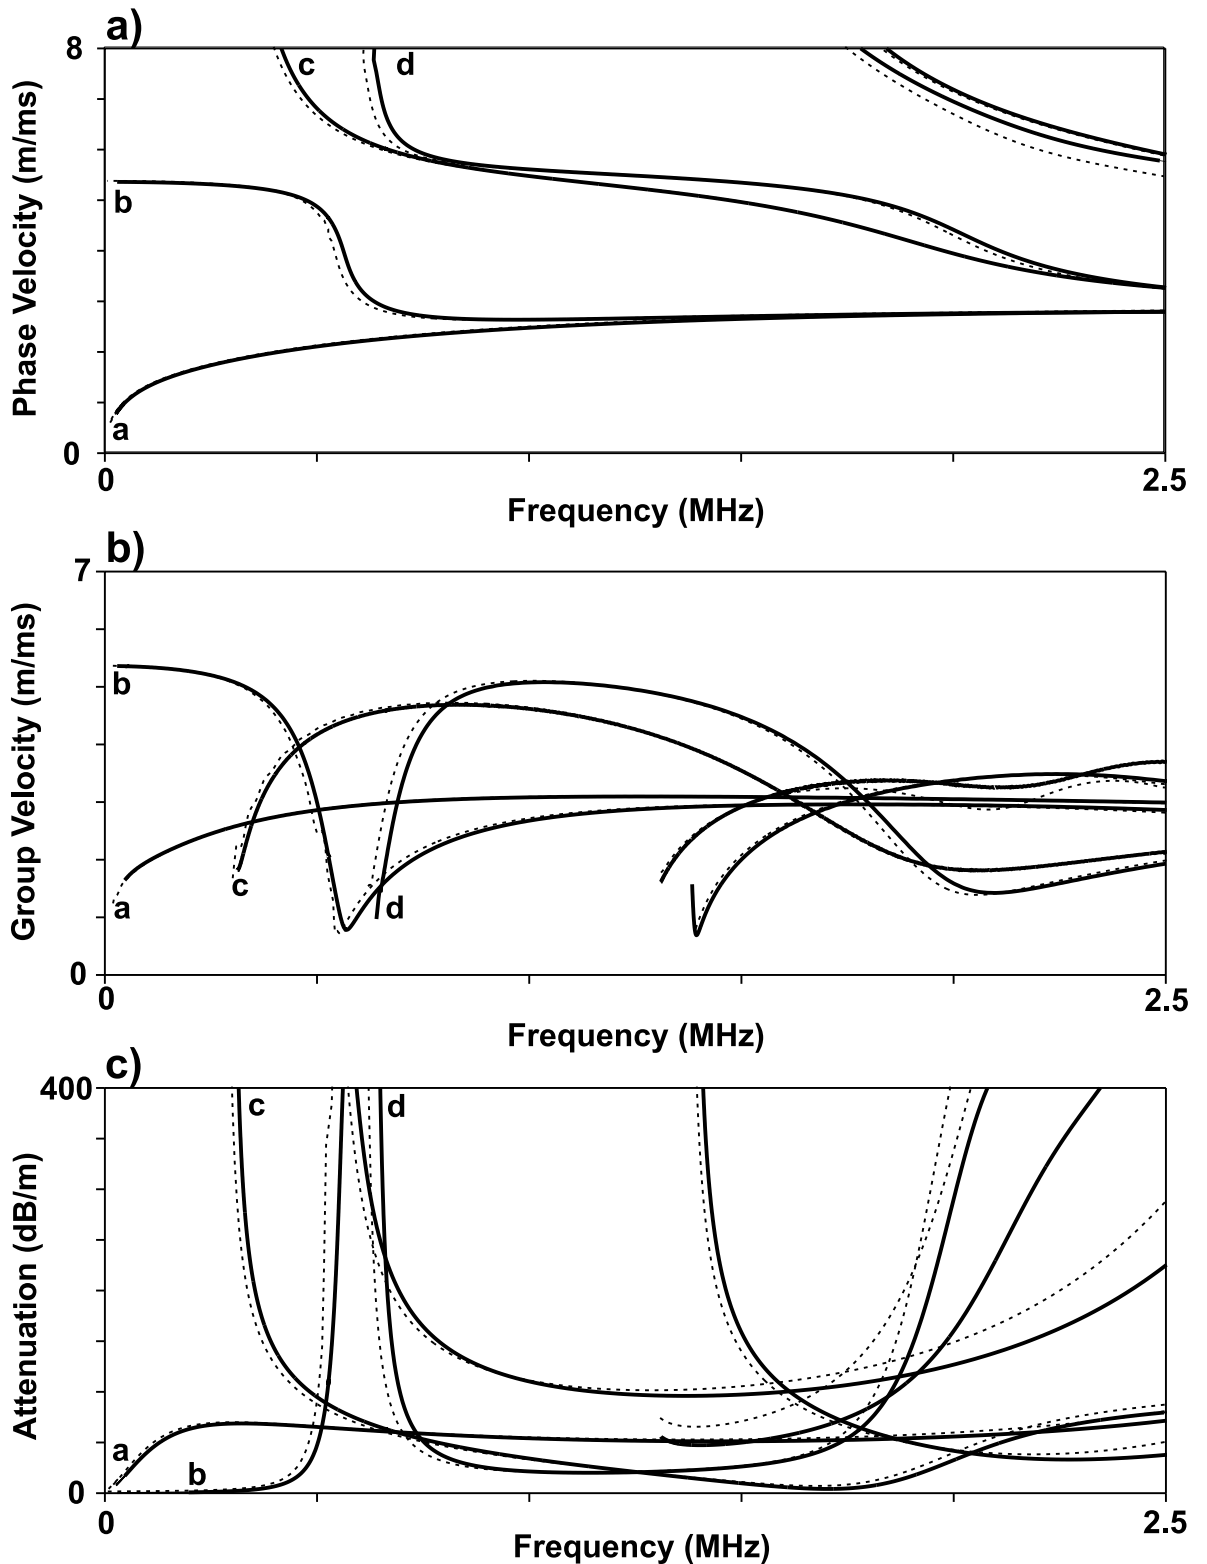 a)
8
c
d
Phase Velocity (m/ms)
b
a
0
0
2.5
Frequency (MHz)
b)
7
b
Group Velocity (m/ms)
c
a
d
0
0
2.5
Frequency (MHz)
c)
400
c
d
Attenuation (dB/m)
a
b
0
0
2.5
Frequency (MHz)